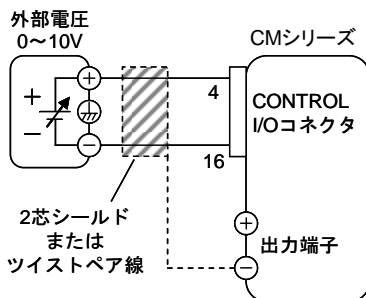 外部電圧
0〜10V
CMシリーズ
+
−
+
−
4
16
CONTROL
I/Oコネクタ
2芯シールド
または
ツイストペア線
+
出力端子
−